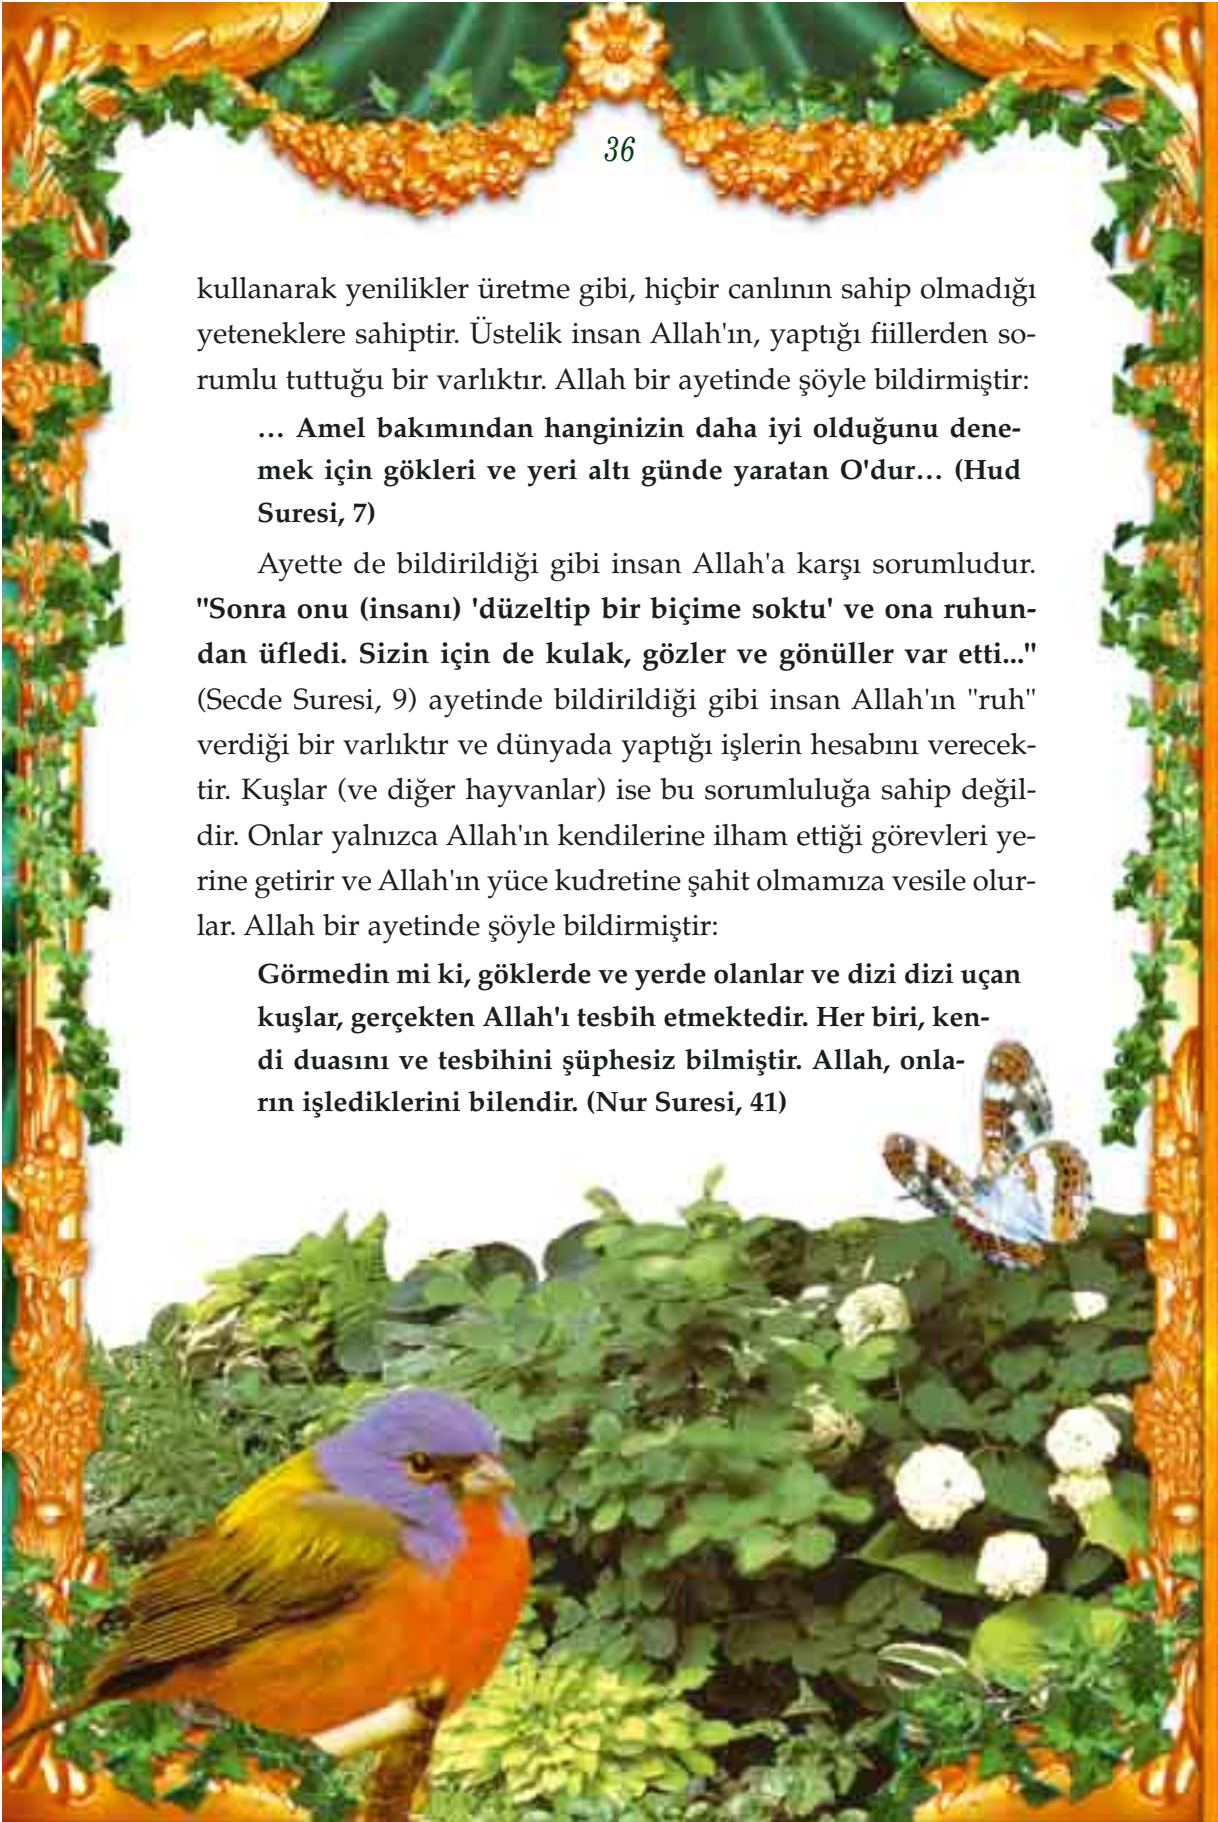 36
kullanarak yenilikler üretme gibi, hiçbir canlının sahip olmadığı
yeteneklere sahiptir. Üstelik insan Allah'ın, yaptığı fiillerden so-
rumlu tuttuğu bir varlıktır. Allah bir ayetinde şöyle bildirmiştir:
… Amel bakımından hanginizin daha iyi olduğunu dene-
mek için gökleri ve yeri altı günde yaratan O'dur… (Hud
Suresi, 7)
Ayette de bildirildiği gibi insan Allah'a karşı sorumludur.
"Sonra onu (insanı) 'düzeltip bir biçime soktu' ve ona ruhun-
dan üfledi. Sizin için de kulak, gözler ve gönüller var etti..."
(Secde Suresi, 9) ayetinde bildirildiği gibi insan Allah'ın "ruh"
verdiği bir varlıktır ve dünyada yaptığı işlerin hesabını verecek-
tir. Kuşlar (ve diğer hayvanlar) ise bu sorumluluğa sahip değil-
dir. Onlar yalnızca Allah'ın kendilerine ilham ettiği görevleri ye-
rine getirir ve Allah'ın yüce kudretine şahit olmamıza vesile olur-
lar. Allah bir ayetinde şöyle bildirmiştir:
Görmedin mi ki, göklerde ve yerde olanlar ve dizi dizi uçan
kuşlar, gerçekten Allah'ı tesbih etmektedir. Her biri, ken-
di duasını ve tesbihini şüphesiz bilmiştir. Allah, onla-
rın işlediklerini bilendir. (Nur Suresi, 41)